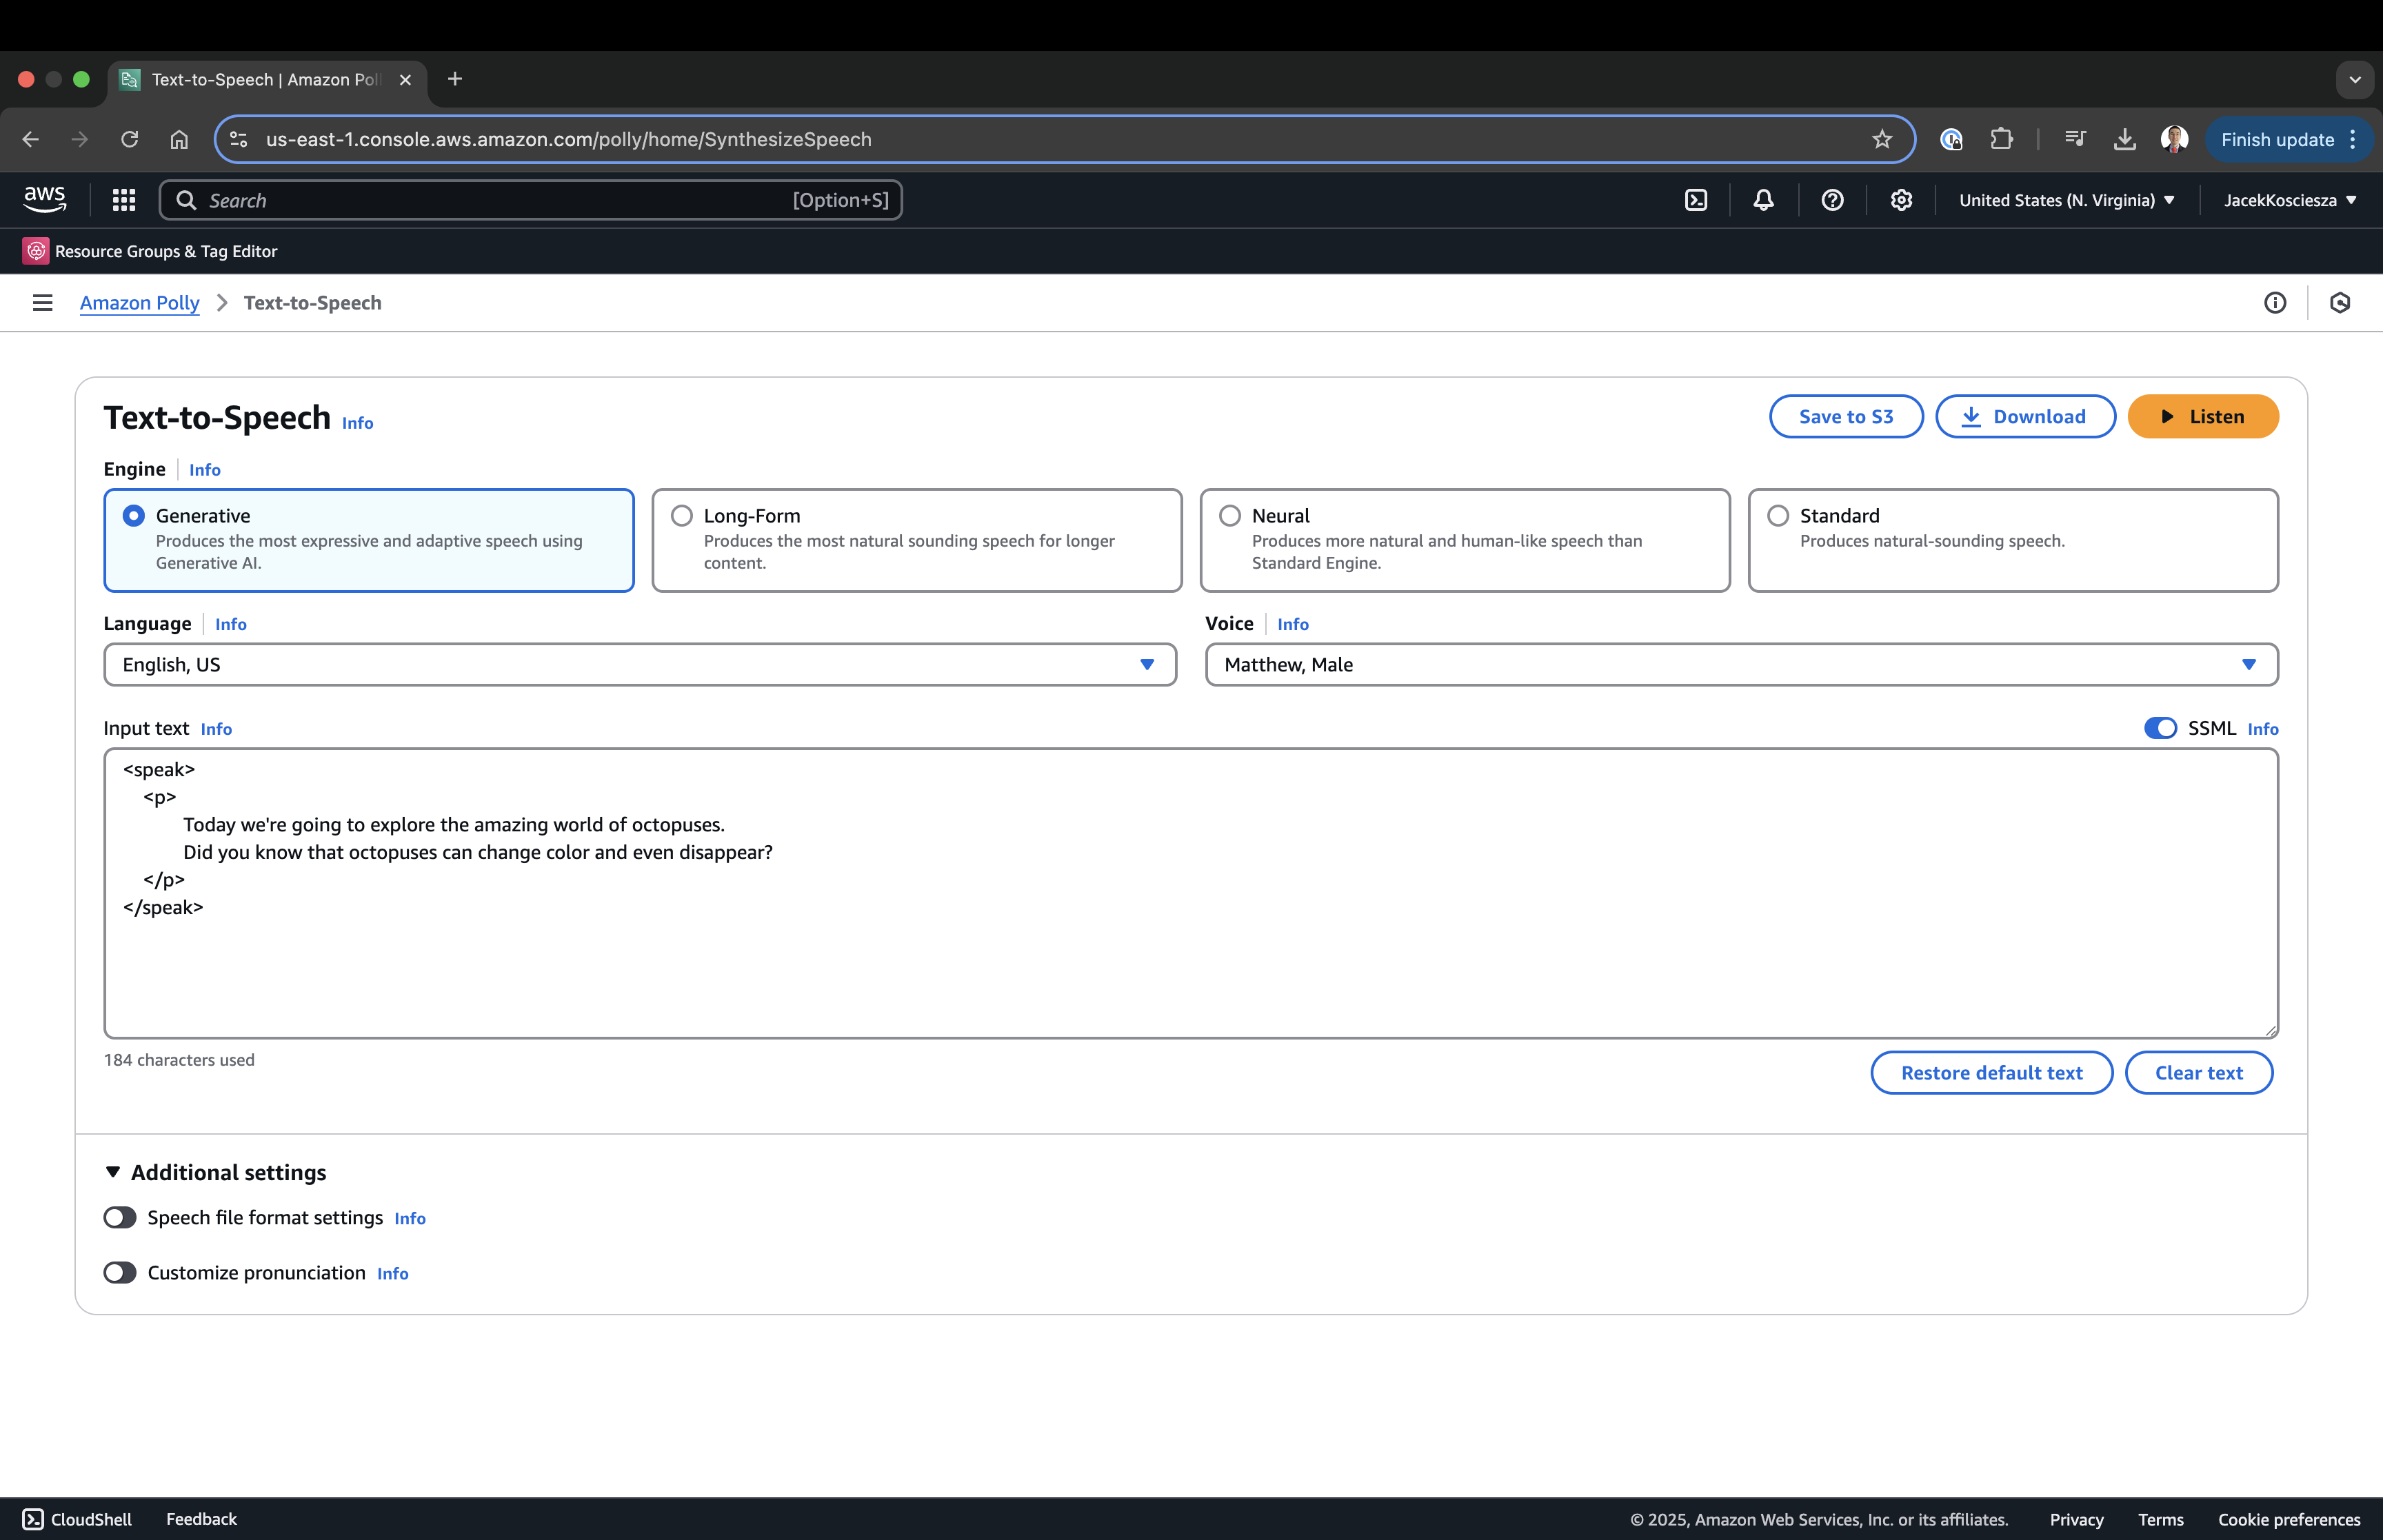 Text-to-Speech | Amazon Pol
us-east-1.console.aws.amazon.com/polly/home/SynthesizeSpeech
Finish update
aws
Search
[Option+S]
United States (N. Virginia)
JacekKosciesza
Resource Groups & Tag Editor
Amazon Polly > Text-to-Speech
Text-to-Speech Info
Save to S3
Download
Listen
Engine Info
Generative
Produces the most expressive and adaptive speech using
Generative AI.
Long-Form
Produces the most natural sounding speech for longer
content.
Neural
Produces more natural and human-like speech than
Standard Engine.
Standard
Produces natural-sounding speech.
Language Info
English, US
Voice Info
Matthew, Male
Input text Info
SSML Info
<speak>
<p>
Today we're going to explore the amazing world of octopuses.
Did you know that octopuses can change color and even disappear?
</p>
</speak>
184 characters used
Restore default text
Clear text
Additional settings
Speech file format settings Info
Customize pronunciation Info
CloudShell
Feedback
© 2025, Amazon Web Services, Inc. or its affiliates.
Privacy
Terms
Cookie preferences